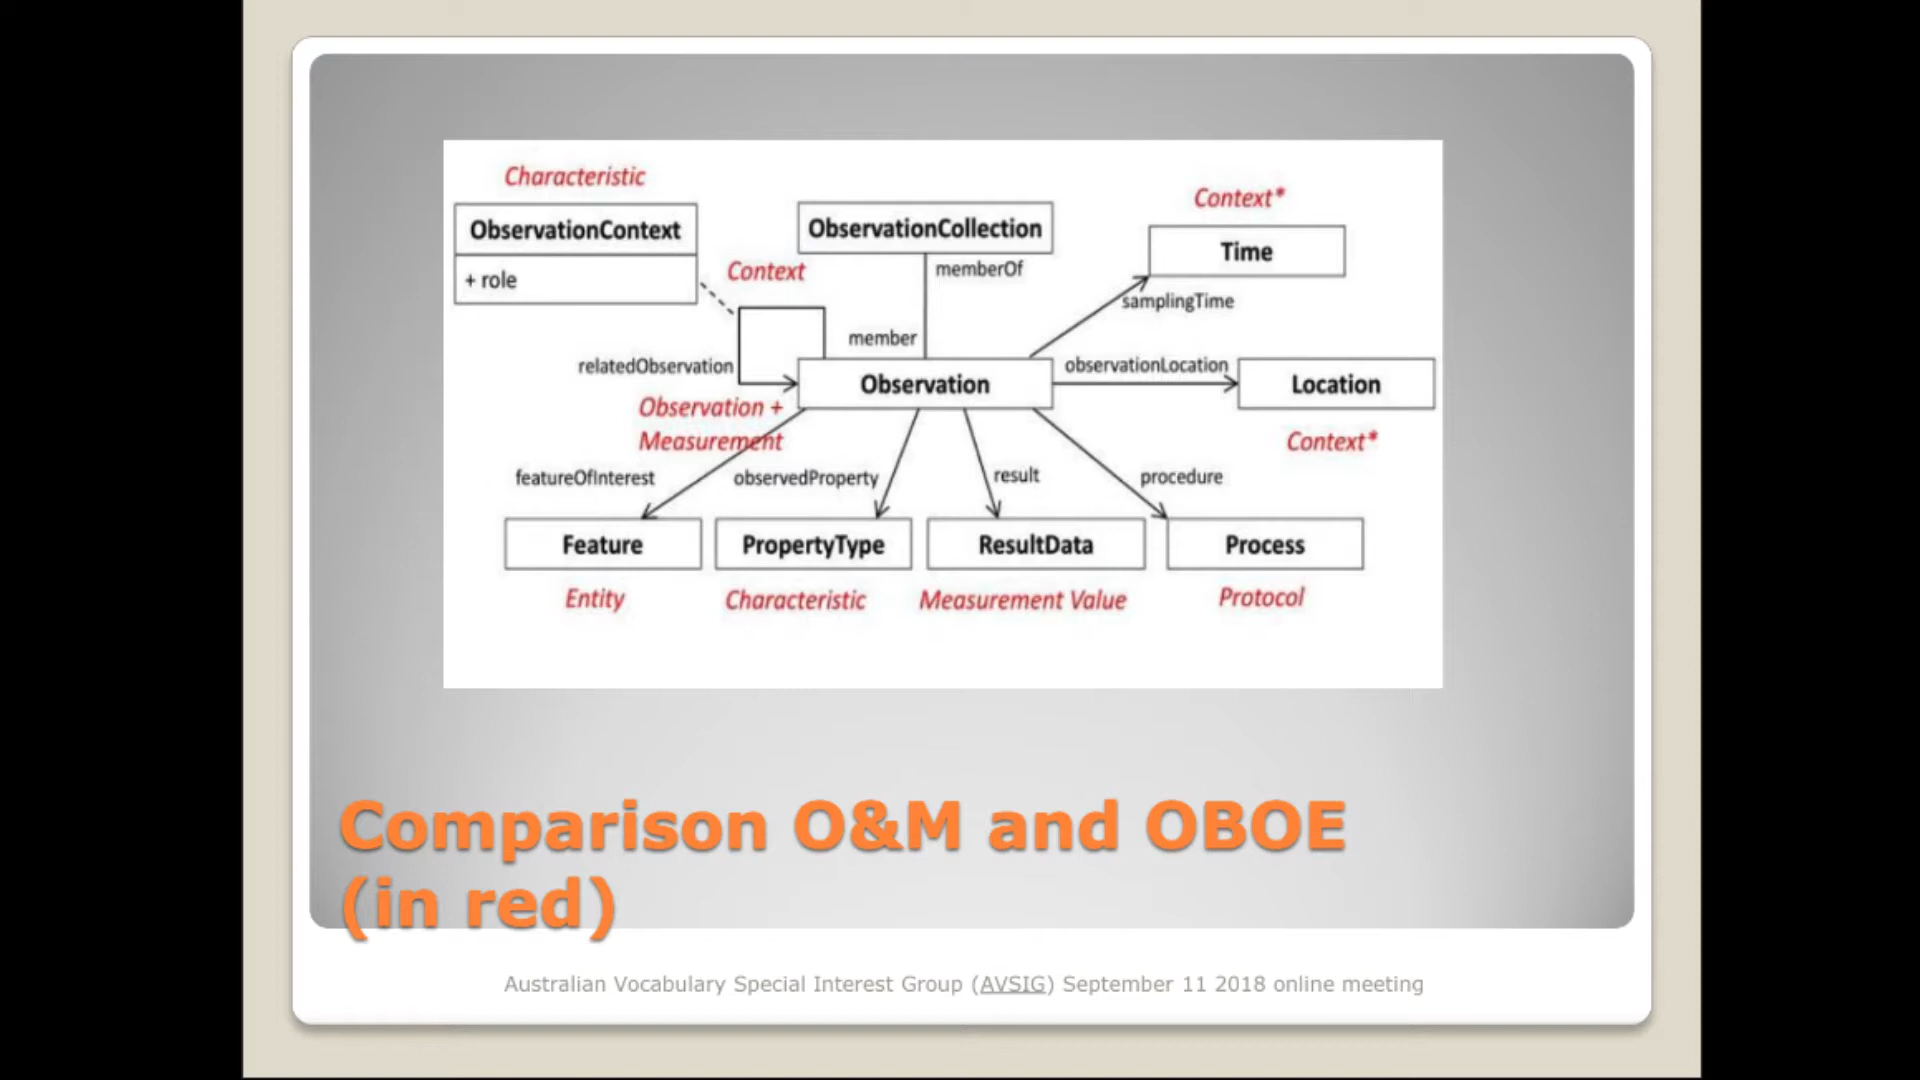 Characteristic
ObservationContext
+ role
Context
relatedObservation
ObservationCollection
memberOf
member
Context*
Time
samplingTime
Observation
observationLocation
Location
Context*
Observation +
Measurement
featureOfInterest
observedProperty
result
procedure
Feature
PropertyType
ResultData
Process
Entity
Characteristic
Measurement Value
Protocol
Comparison O&M and OBOE
(in red)
Australian Vocabulary Special Interest Group (AVSIG) September 11 2018 online meeting